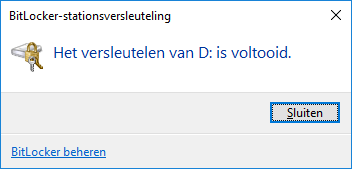 BitLocker-stationsversleuteling
Het versleutelen van D: is voltooid.
Sluiten
BitLocker beheren